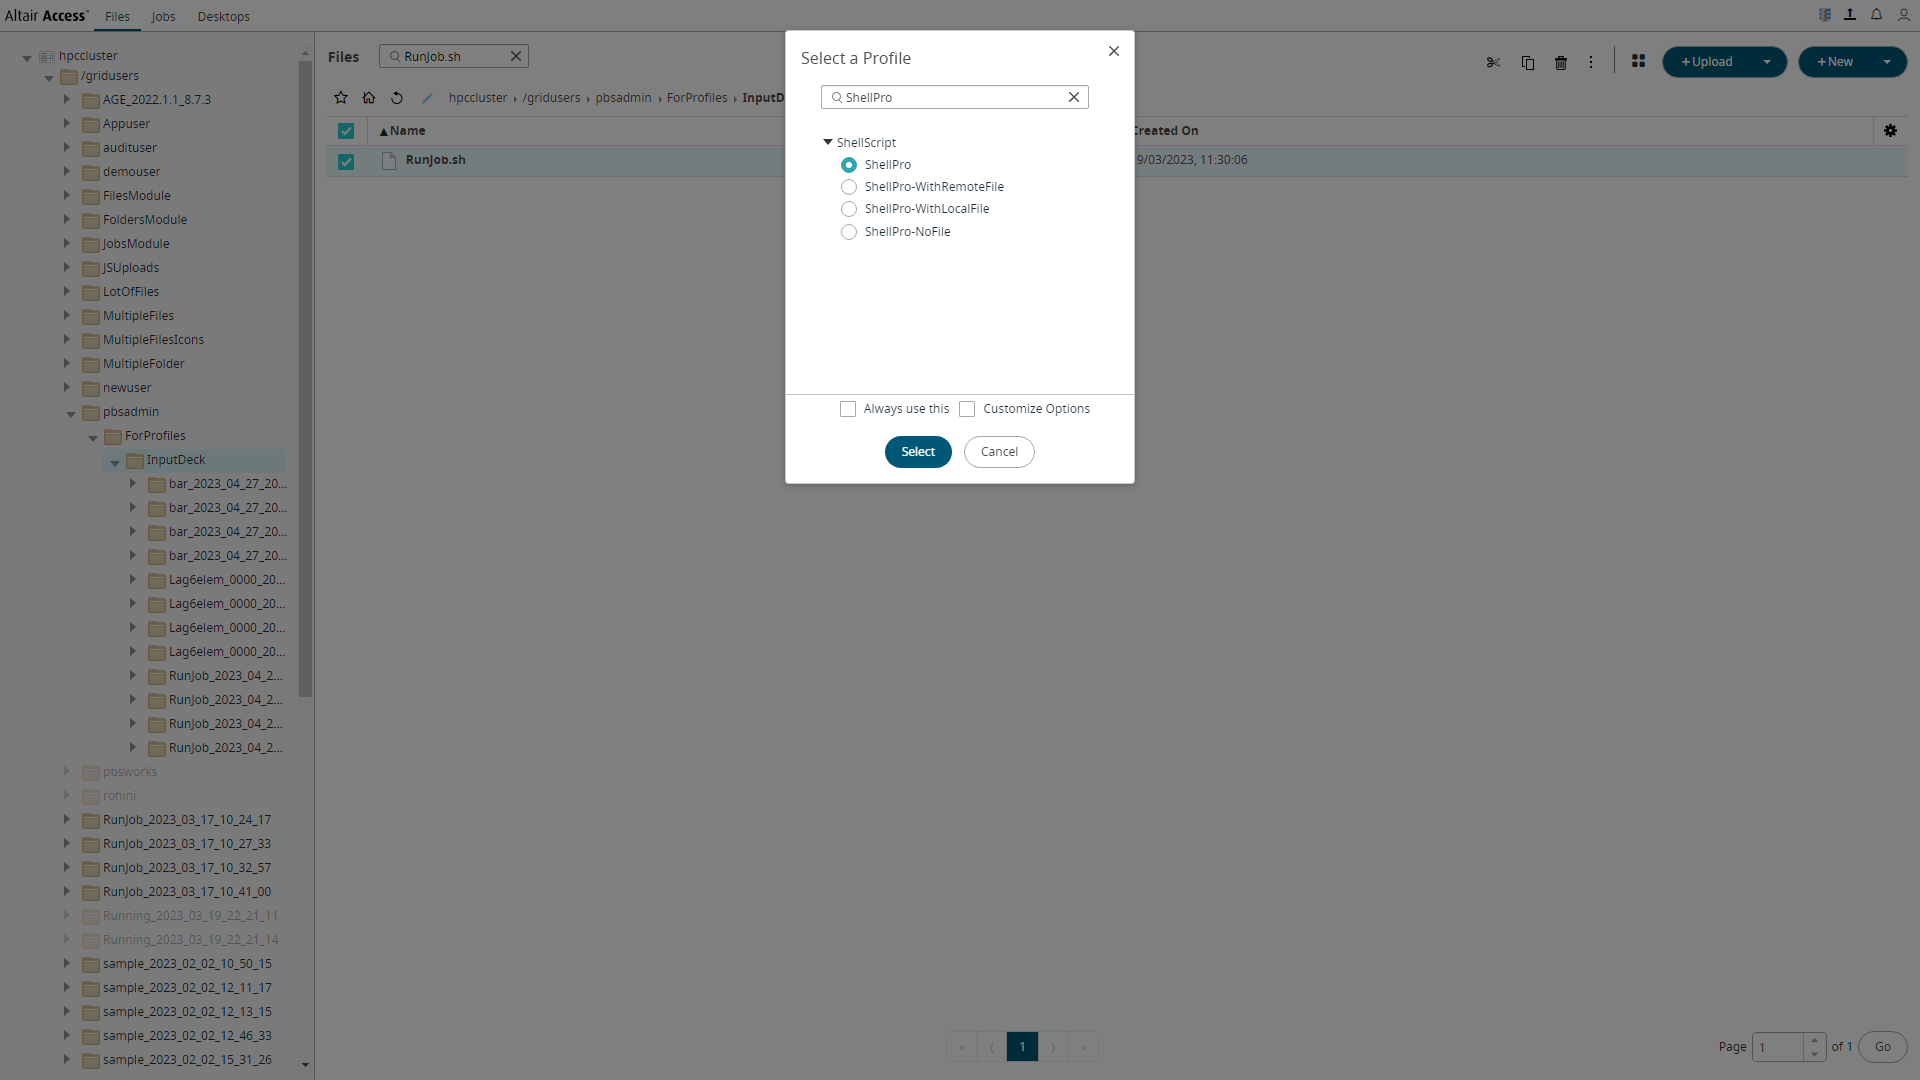 Altair Access™ Files Jobs Desktops
hpccluster
/gridusers
AGE_2022.1.1_8.7.3
Appuser
audituser
demouser
FilesModule
FoldersModule
JobsModule
JSUploads
LotOfFiles
MultipleFiles
MultipleFilesIcons
MultipleFolder
newuser
pbsadmin
ForProfiles
InputDeck
bar_2023_04_27_20...
bar_2023_04_27_20...
bar_2023_04_27_20...
bar_2023_04_27_20...
Lag6elem_0000_20...
Lag6elem_0000_20...
Lag6elem_0000_20...
Lag6elem_0000_20...
RunJob_2023_04_2...
RunJob_2023_04_2...
RunJob_2023_04_2...
RunJob_2023_04_2...
pbsworks
rohini
RunJob_2023_03_17_10_24_17
RunJob_2023_03_17_10_27_33
RunJob_2023_03_17_10_32_57
RunJob_2023_03_17_10_41_00
Running_2023_03_19_22_21_11
Running_2023_03_19_22_21_14
sample_2023_02_02_10_50_15
sample_2023_02_02_12_11_17
sample_2023_02_02_12_13_15
sample_2023_02_02_12_46_33
sample_2023_02_02_15_31_26
Files RunJob.sh
+Upload +New
hpccluster /gridusers pbsadmin ForProfiles InputD
Name Created On
RunJob.sh 9/03/2023, 11:30:06
Select a Profile
ShellPro
ShellScript
ShellPro
ShellPro-WithRemoteFile
ShellPro-WithLocalFile
ShellPro-NoFile
Always use this Customize Options
Select Cancel
« ⟨ 1 ⟩ »
Page 1 of 1 Go